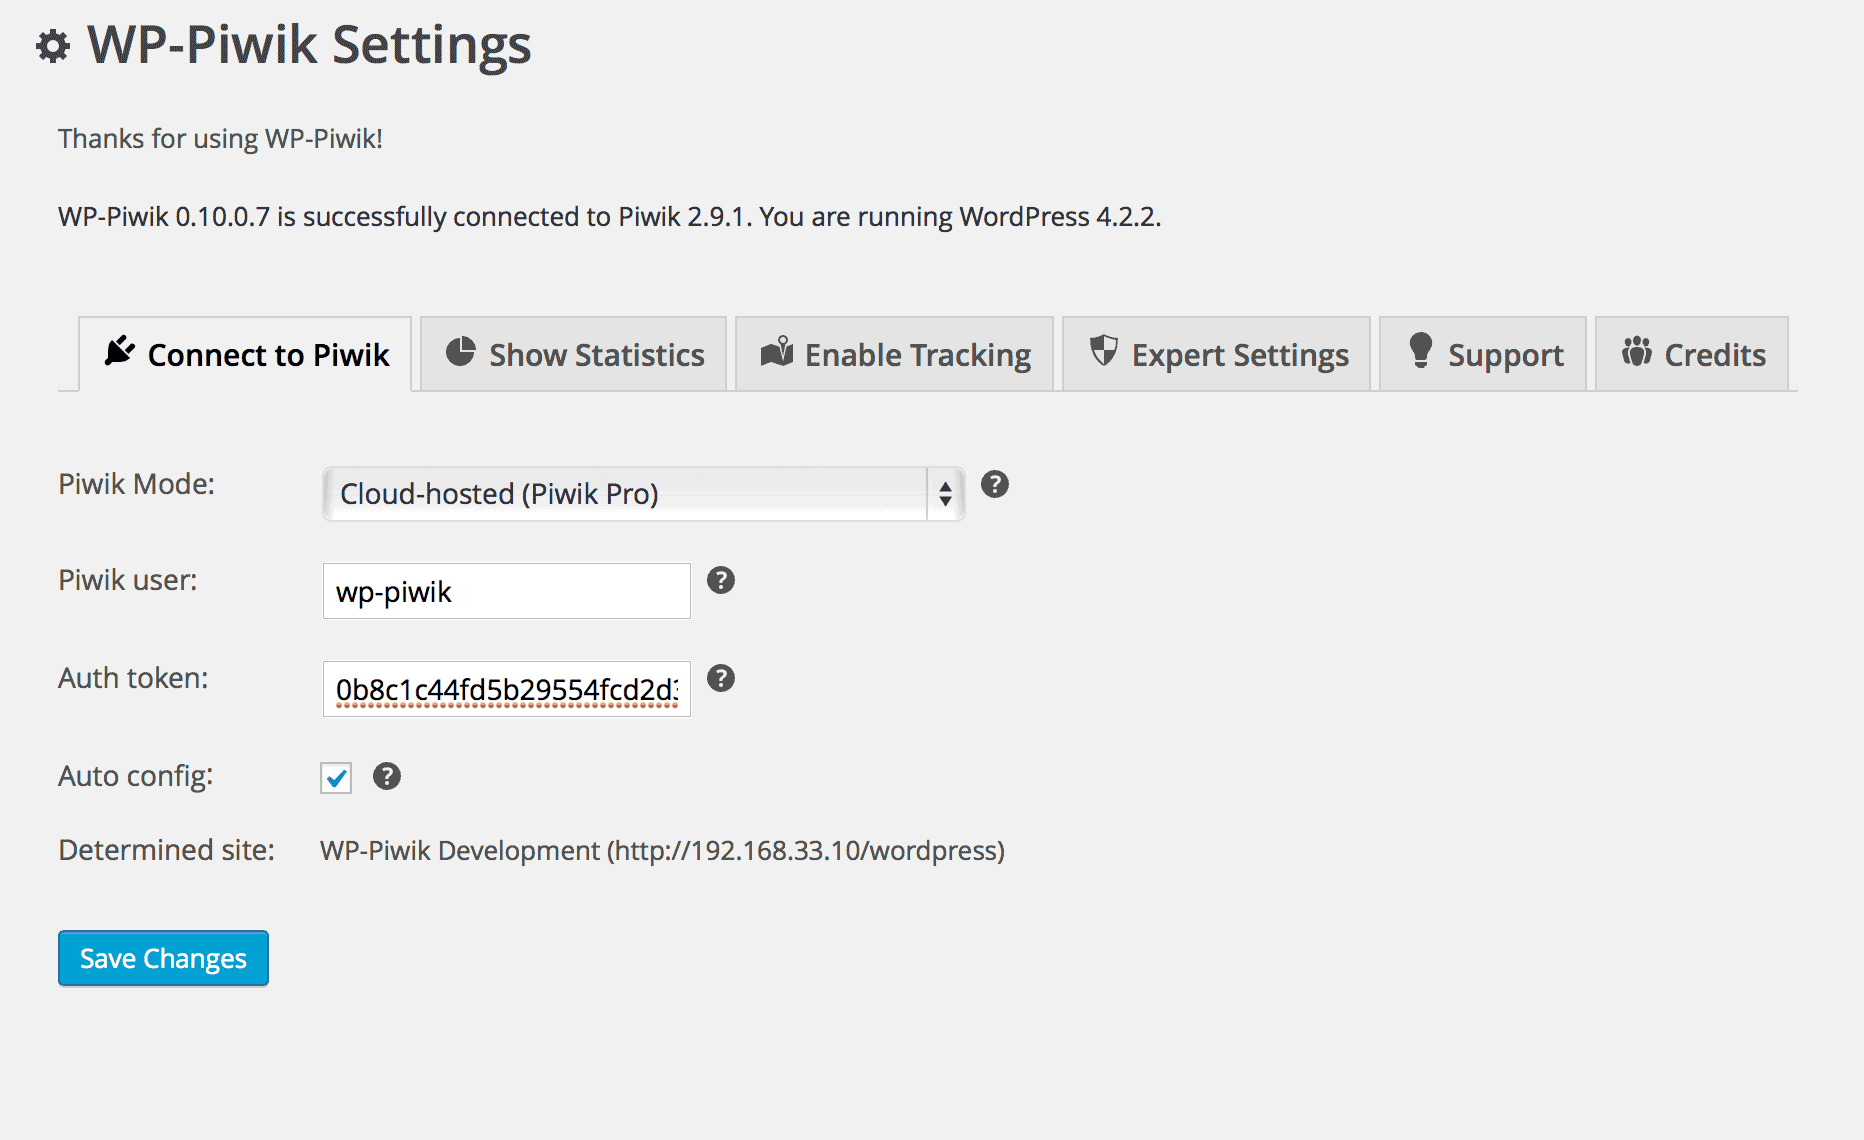 WP-Piwik Settings
Thanks for using WP-Piwik!
WP-Piwik 0.10.0.7 is successfully connected to Piwik 2.9.1. You are running WordPress 4.2.2.
Connect to Piwik Show Statistics Enable Tracking Expert Settings Support Credits
Piwik Mode: Cloud-hosted (Piwik Pro) ?
Piwik user: wp-piwik ?
Auth token: 0b8c1c44fd5b29554fcd2d3 ?
Auto config: ?
Determined site: WP-Piwik Development (http://192.168.33.10/wordpress)
Save Changes